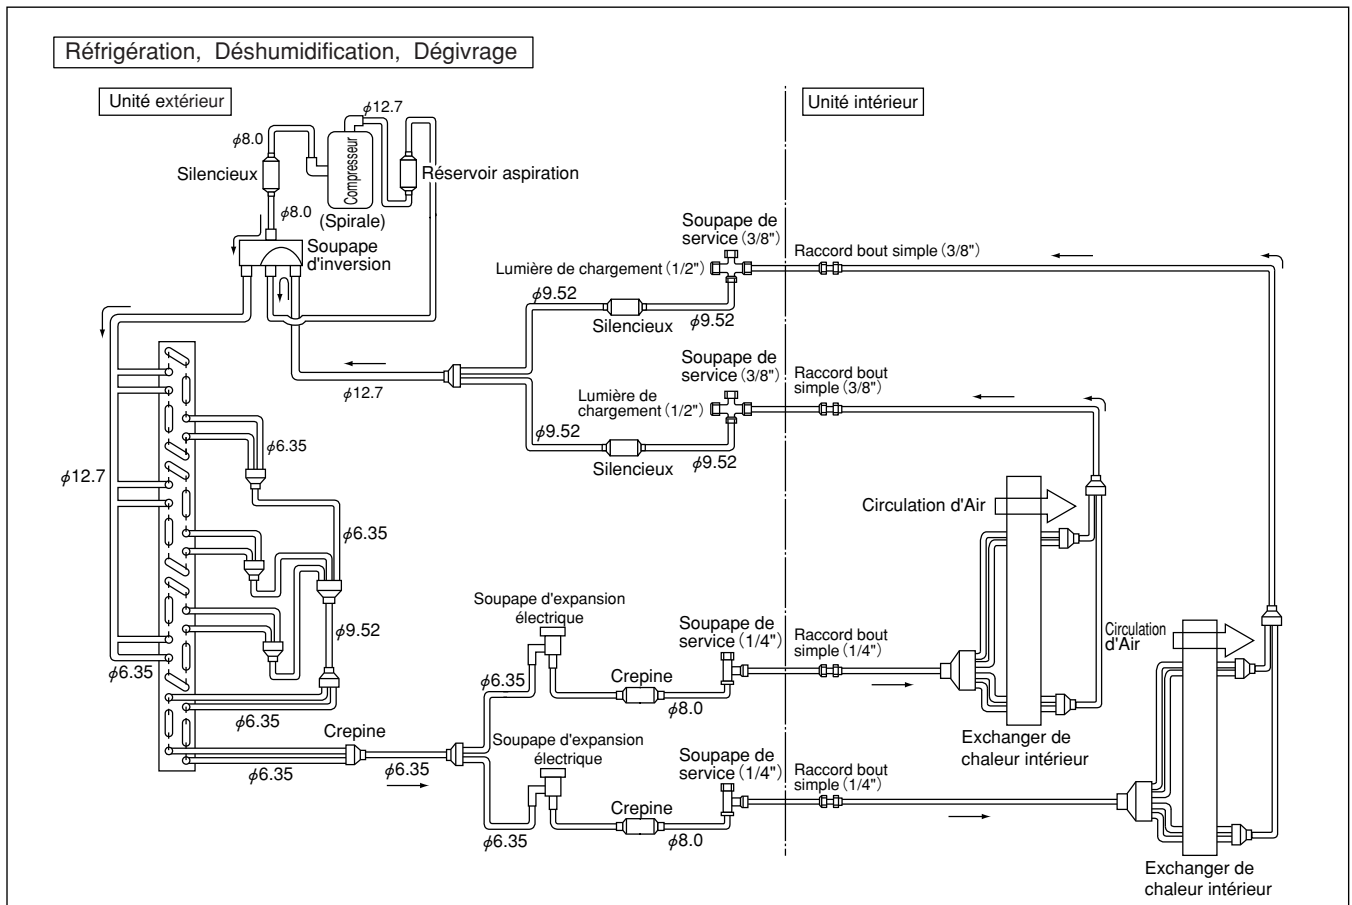 Réfrigération, Déshumidification, Dégivrage
Unité extérieur
Unité intérieur
φ12.7
φ8.0
Compresseur
Silencieux
Réservoir aspiration
φ8.0
(Spirale)
Soupape
d'inversion
Soupape de
service (3/8")
Raccord bout simple (3/8")
Lumière de chargement (1/2")
φ9.52
Silencieux
φ9.52
Soupape de
service (3/8")
Raccord bout
simple (3/8")
φ12.7
Lumière de
chargement (1/2")
φ9.52
Silencieux
φ9.52
φ6.35
φ12.7
Circulation d'Air
φ6.35
Soupape d'expansion
électrique
Soupape de
service (1/4")
Raccord bout
simple (1/4")
Circulation
d'Air
φ9.52
φ6.35
φ6.35
Crepine
φ8.0
φ6.35
Crepine
Soupape d'expansion
électrique
Soupape de
service (1/4")
Raccord bout
simple (1/4")
Exchanger de
chaleur intérieur
φ6.35
φ6.35
Crepine
φ6.35
φ8.0
Exchanger de
chaleur intérieur